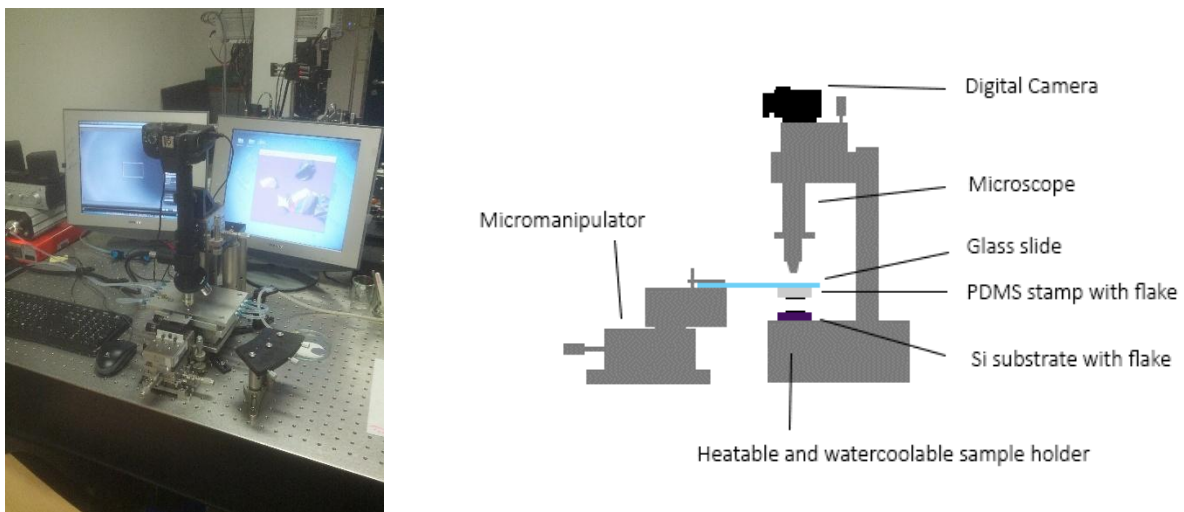 Digital Camera
Microscope
Micromanipulator
Glass slide
PDMS stamp with flake
Si substrate with flake
Heatable and watercoolable sample holder